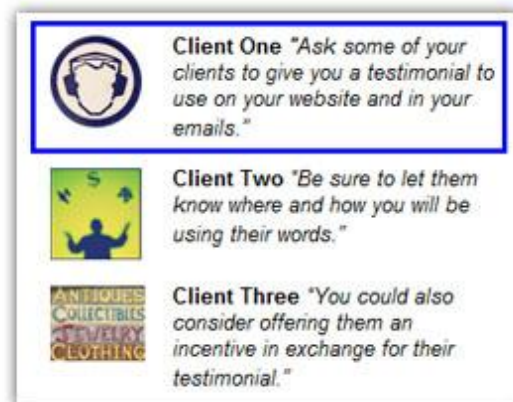 Client One "Ask some of your
clients to give you a testimonial to
use on your website and in your
emails."
Client Two "Be sure to let them
know where and how you will be
using their words."
ANTIQUES
COLLECTIBLES
JEWELRY
CLOTHING
Client Three "You could also
consider offering them an
incentive in exchange for their
testimonial."